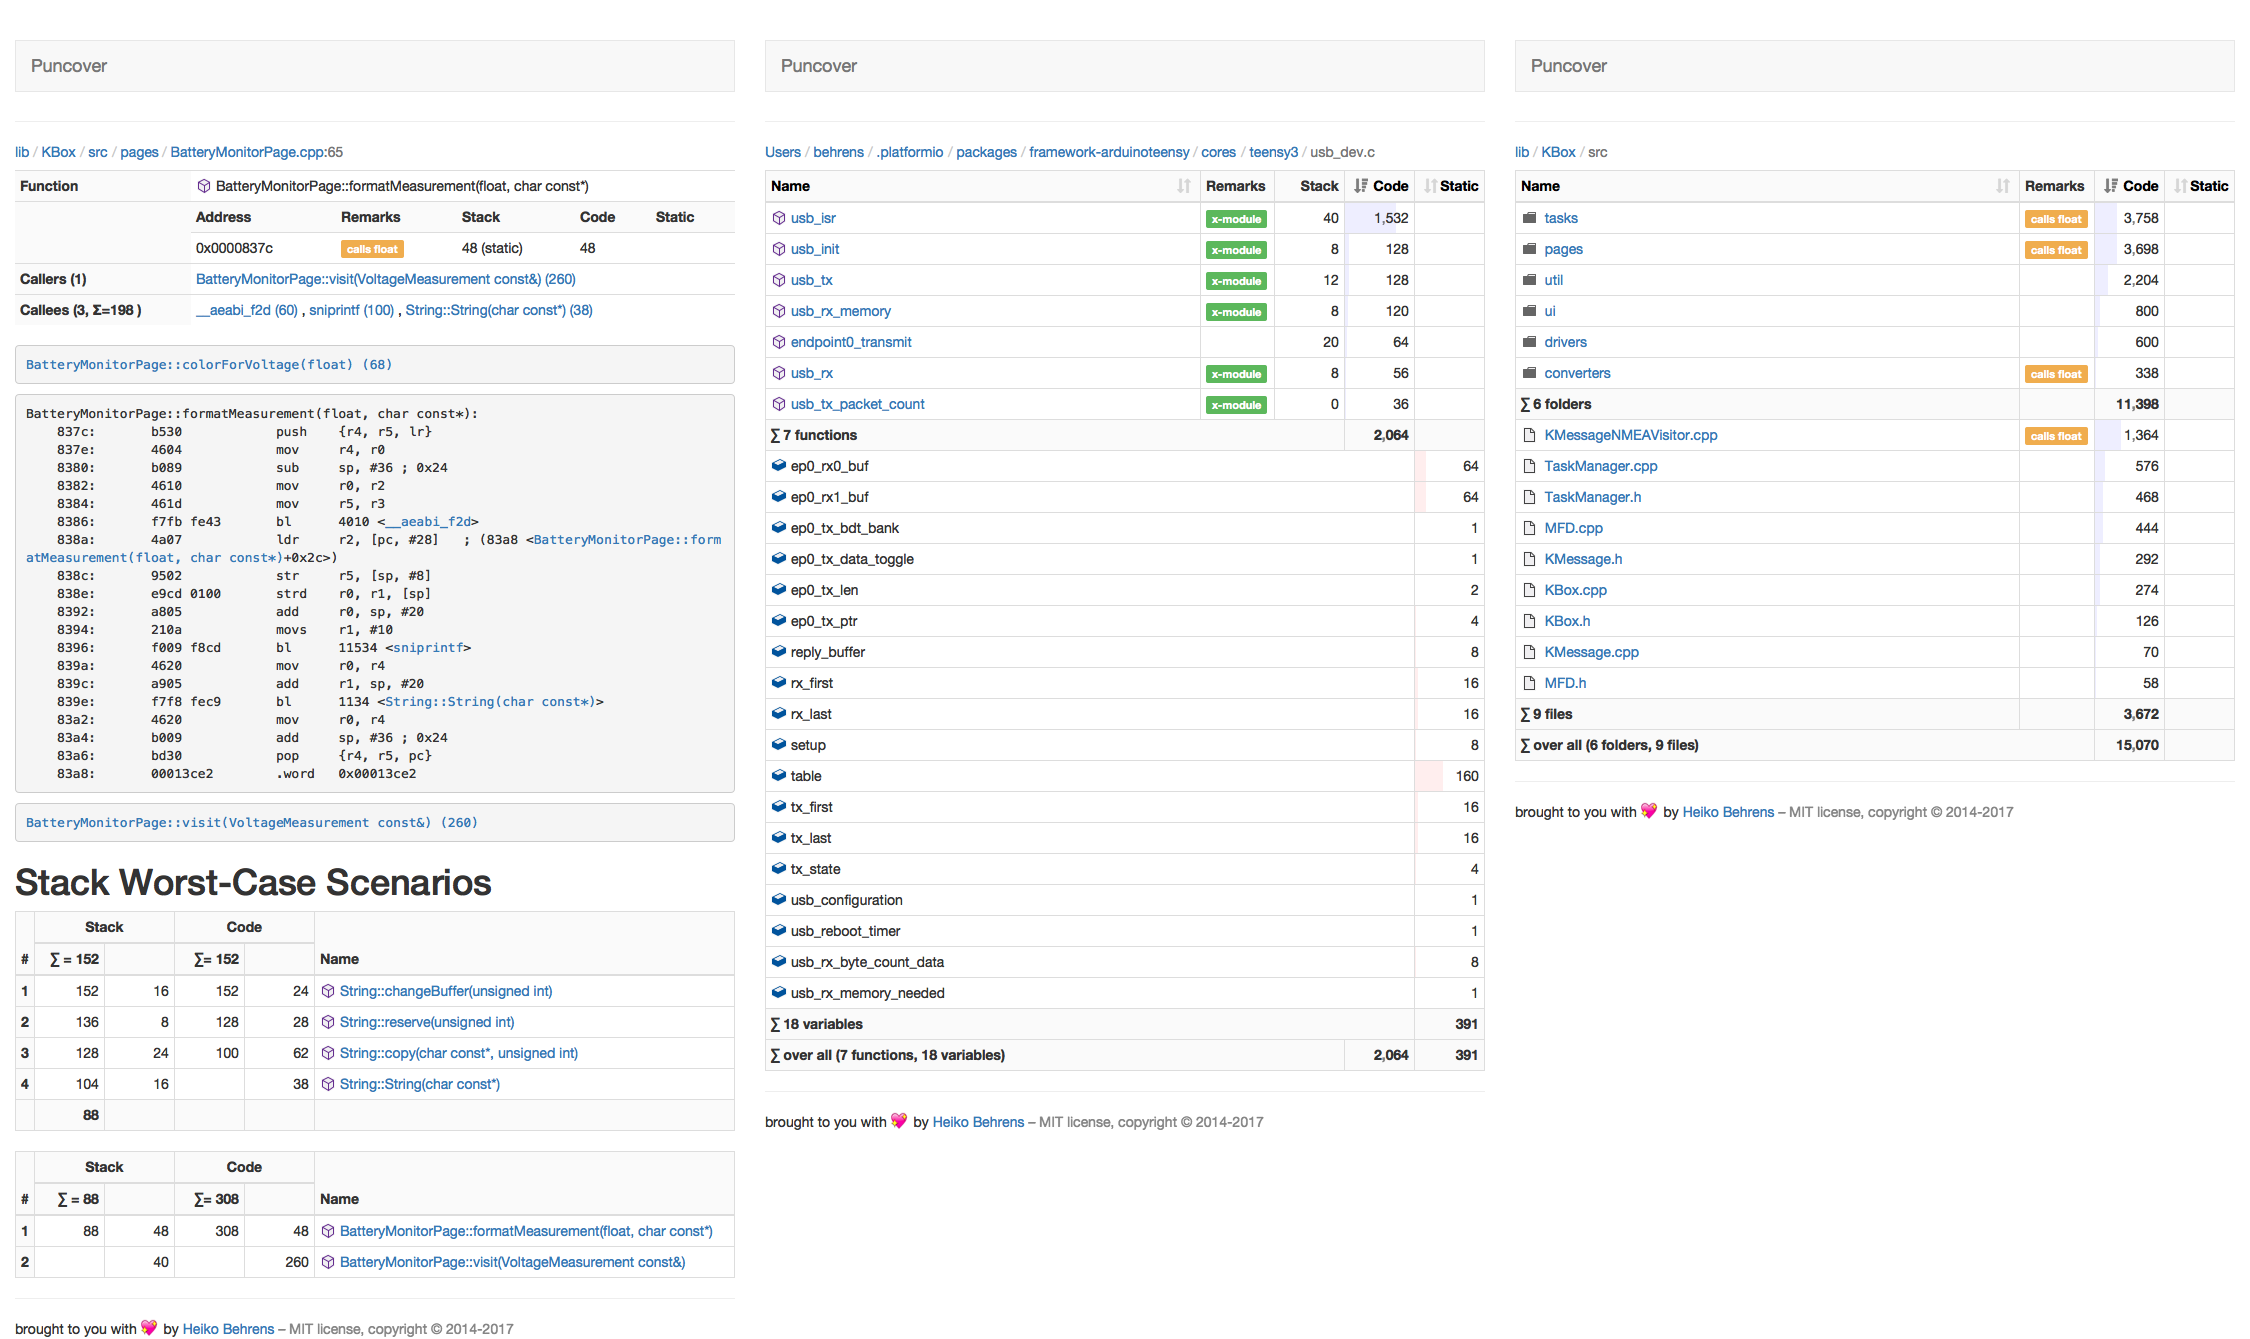 Puncover
lib / KBox / src / pages / BatteryMonitorPage.cpp:65
Function BatteryMonitorPage::formatMeasurement(float, char const*)
Address Remarks Stack Code Static
0x0000837c calls float 48 (static) 48
Callers (1) BatteryMonitorPage::visit(VoltageMeasurement const&) (260)
Callees (3, Σ=198 ) __aeabi_f2d (60) , sniprintf (100) , String::String(char const*) (38)
BatteryMonitorPage::colorForVoltage(float) (68)
BatteryMonitorPage::formatMeasurement(float, char const*):
837c: b530 push {r4, r5, lr}
837e: 4604 mov r4, r0
8380: b089 sub sp, #36 ; 0x24
8382: 4610 mov r0, r2
8384: 461d mov r5, r3
8386: f7fb fe43 bl 4010 <__aeabi_f2d>
838a: 4a07 ldr r2, [pc, #28] ; (83a8 <BatteryMonitorPage::form
atMeasurement(float, char const*)+0x2c>)
838c: 9502 str r5, [sp, #8]
838e: e9cd 0100 strd r0, r1, [sp]
8392: a805 add r0, sp, #20
8394: 210a movs r1, #10
8396: f009 f8cd bl 11534 <sniprintf>
839a: 4620 mov r0, r4
839c: a905 add r1, sp, #20
839e: f7f8 fec9 bl 1134 <String::String(char const*)>
83a2: 4620 mov r0, r4
83a4: b009 add sp, #36 ; 0x24
83a6: bd30 pop {r4, r5, pc}
83a8: 00013ce2 .word 0x00013ce2
BatteryMonitorPage::visit(VoltageMeasurement const&) (260)
Stack Worst-Case Scenarios
Stack Code
# ∑ = 152 ∑= 152 Name
1 152 16 152 24 String::changeBuffer(unsigned int)
2 136 8 128 28 String::reserve(unsigned int)
3 128 24 100 62 String::copy(char const*, unsigned int)
4 104 16 38 String::String(char const*)
88
Stack Code
# ∑ = 88 ∑= 308 Name
1 88 48 308 48 BatteryMonitorPage::formatMeasurement(float, char const*)
2 40 260 BatteryMonitorPage::visit(VoltageMeasurement const&)
brought to you with 💖 by Heiko Behrens – MIT license, copyright © 2014-2017
Puncover
Users / behrens / .platformio / packages / framework-arduinoteensy / cores / teensy3 / usb_dev.c
Name Remarks Stack Code Static
usb_isr x-module 40 1,532
usb_init x-module 8 128
usb_tx x-module 12 128
usb_rx_memory x-module 8 120
endpoint0_transmit 20 64
usb_rx x-module 8 56
usb_tx_packet_count x-module 0 36
∑ 7 functions 2,064
ep0_rx0_buf 64
ep0_rx1_buf 64
ep0_tx_bdt_bank 1
ep0_tx_data_toggle 1
ep0_tx_len 2
ep0_tx_ptr 4
reply_buffer 8
rx_first 16
rx_last 16
setup 8
table 160
tx_first 16
tx_last 16
tx_state 4
usb_configuration 1
usb_reboot_timer 1
usb_rx_byte_count_data 8
usb_rx_memory_needed 1
∑ 18 variables 391
∑ over all (7 functions, 18 variables) 2,064 391
brought to you with 💖 by Heiko Behrens – MIT license, copyright © 2014-2017
Puncover
lib / KBox / src
Name Remarks Code Static
tasks calls float 3,758
pages calls float 3,698
util 2,204
ui 800
drivers 600
converters calls float 338
∑ 6 folders 11,398
KMessageNMEAVisitor.cpp calls float 1,364
TaskManager.cpp 576
TaskManager.h 468
MFD.cpp 444
KMessage.h 292
KBox.cpp 274
KBox.h 126
KMessage.cpp 70
MFD.h 58
∑ 9 files 3,672
∑ over all (6 folders, 9 files) 15,070
brought to you with 💖 by Heiko Behrens – MIT license, copyright © 2014-2017